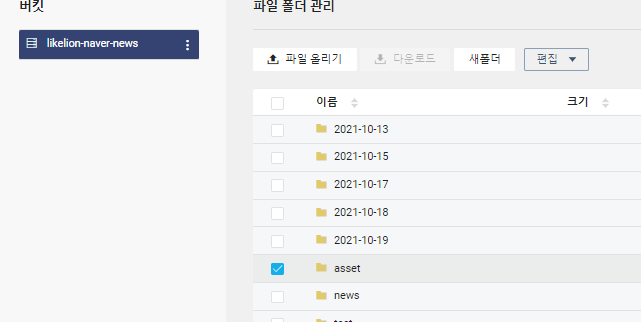 버킷
파일 폴더 관리
likelion-naver-news
파일 올리기 다운로드 새폴더 편집
이름 크기
2021-10-13
2021-10-15
2021-10-17
2021-10-18
2021-10-19
asset
news